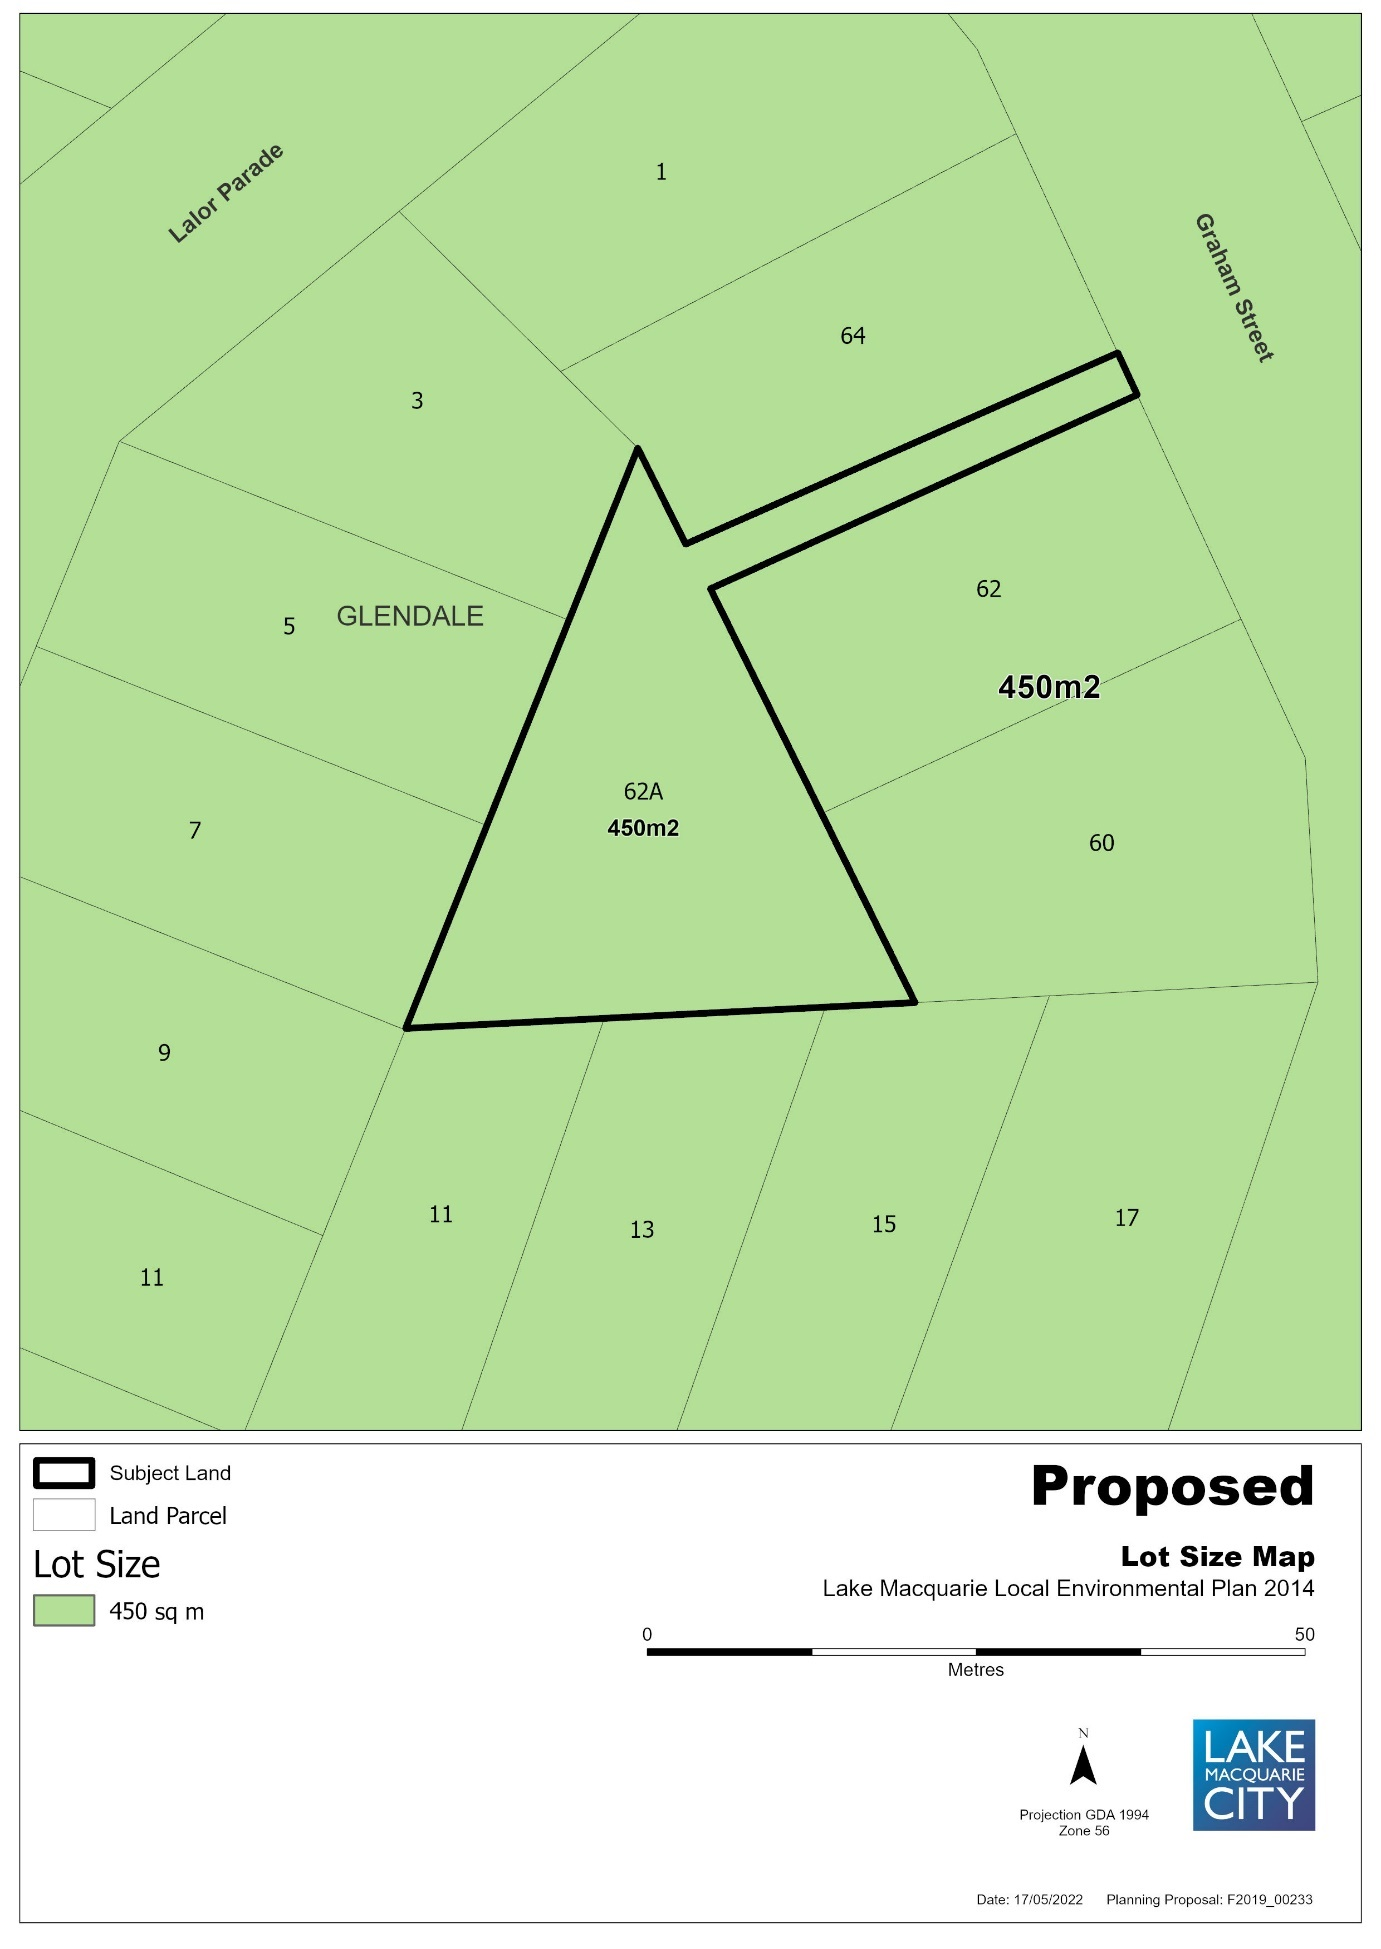 1
Lalor Parade
Graham Street
64
3
62
GLENDALE
5
450m2
62A
7
450m2
60
9
11
13
15
17
11
Subject Land
Land Parcel
Lot Size
450 sq m
Proposed
Lot Size Map
Lake Macquarie Local Environmental Plan 2014
0
50
Metres
N
Projection GDA 1994
Zone 56
LAKE
MACQUARIE
CITY
Date: 17/05/2022
Planning Proposal: F2019_00233